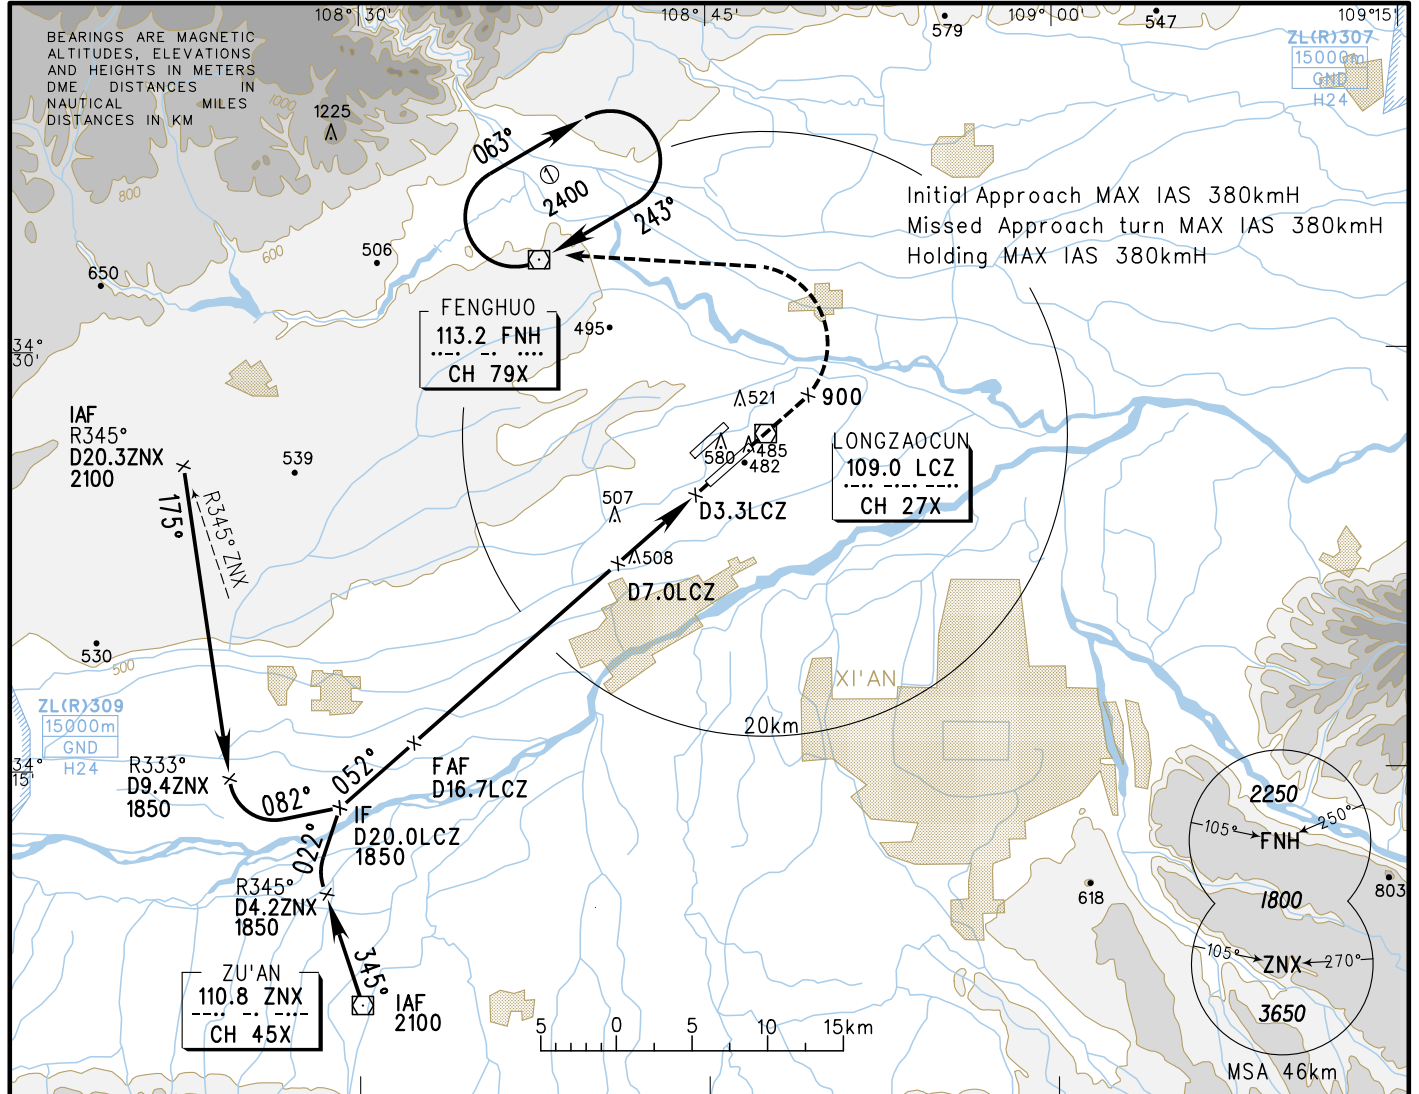 108°30'
108°45'
109°00'
109°15'
BEARINGS ARE MAGNETIC
ALTITUDES, ELEVATIONS
AND HEIGHTS IN METERS
DME DISTANCES IN
NAUTICAL MILES
DISTANCES IN KM
1000
1225
800
600
579
547
ZL(R)307
15000m
GND
H24
063°
1
2400
243°
Initial Approach MAX IAS 380kmH
Missed Approach turn MAX IAS 380kmH
Holding MAX IAS 380kmH
506
650
495
34°
30'
FENGHUO
113.2 FNH
··—· —· ····
CH 79X
521
900
580
485
482
LONGZAOCUN
109.0 LCZ
·—·· —·—· ——··
CH 27X
IAF
R345°
D20.3ZNX
2100
539
175°
R345° ZNX
507
D3.3LCZ
508
D7.0LCZ
530
500
XI'AN
20km
ZL(R)309
15000m
GND
H24
34°
15'
R333°
D9.4ZNX
1850
082°
052°
FAF
D16.7LCZ
IF
D20.0LCZ
1850
022°
R345°
D4.2ZNX
1850
345°
ZU'AN
110.8 ZNX
——·· —· —··—
CH 45X
IAF
2100
5 0 5 10 15km
618
803
2250
105°
250°
FNH
1800
105°
ZNX
270°
3650
MSA 46km